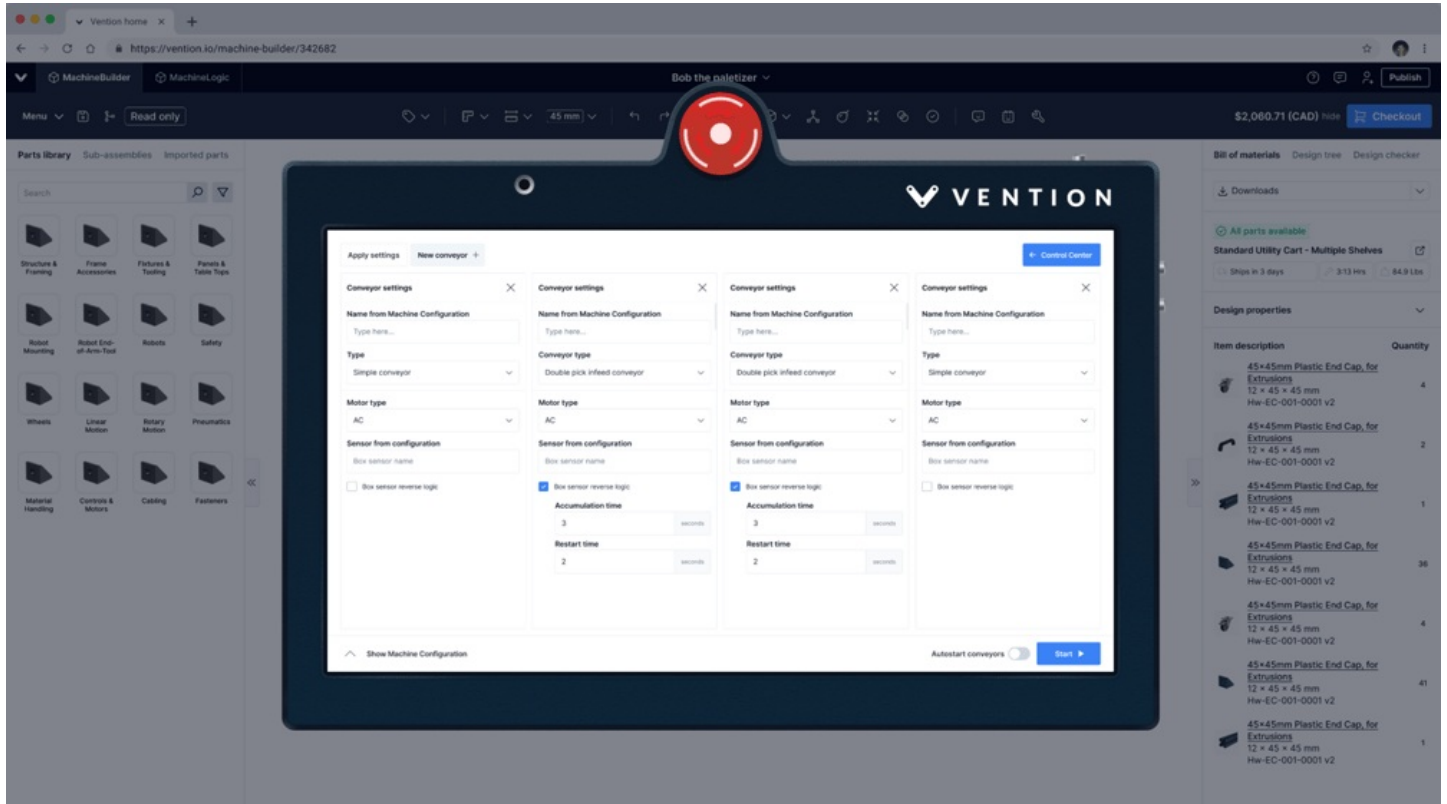 Vention home
https://vention.io/machine-builder/342682
MachineBuilder
MachineLogic
Bob the paletizer
Publish
Menu
Read only
45 mm
$2,060.71 (CAD) hide
Checkout
Parts library Sub-assemblies Imported parts
Search
Structure & Framing
Frame Accessories
Fixtures & Tooling
Panels & Table Tops
Robot Mounting
Robot End-of-Arm-Tool
Robots
Safety
Wheels
Linear Motion
Rotary Motion
Pneumatics
Material Handling
Controls & Motors
Cabling
Fasteners
VENTION
Apply settings
New conveyor +
Control Center
Conveyor settings
Name from Machine Configuration
Type here...
Type
Simple conveyor
Motor type
AC
Sensor from configuration
Box sensor name
Box sensor reverse logic
Conveyor settings
Name from Machine Configuration
Type here...
Conveyor type
Double pick infeed conveyor
Motor type
AC
Sensor from configuration
Box sensor name
Box sensor reverse logic
Accumulation time
3 seconds
Restart time
2 seconds
Conveyor settings
Name from Machine Configuration
Type here...
Conveyor type
Double pick infeed conveyor
Motor type
AC
Sensor from configuration
Box sensor name
Box sensor reverse logic
Accumulation time
3 seconds
Restart time
2 seconds
Conveyor settings
Name from Machine Configuration
Type here...
Type
Simple conveyor
Motor type
AC
Sensor from configuration
Box sensor name
Box sensor reverse logic
Show Machine Configuration
Autostart conveyors
Start
Bill of materials Design tree Design checker
Downloads
All parts available
Standard Utility Cart - Multiple Shelves
Ships in 3 days
3:13 Hrs
84.9 Lbs
Design properties
Item description Quantity
45×45mm Plastic End Cap, for
Extrusions
12 × 45 × 45 mm
Hw-EC-001-0001 v2
4
45×45mm Plastic End Cap, for
Extrusions
12 × 45 × 45 mm
Hw-EC-001-0001 v2
2
45×45mm Plastic End Cap, for
Extrusions
12 × 45 × 45 mm
Hw-EC-001-0001 v2
1
45×45mm Plastic End Cap, for
Extrusions
12 × 45 × 45 mm
Hw-EC-001-0001 v2
36
45×45mm Plastic End Cap, for
Extrusions
12 × 45 × 45 mm
Hw-EC-001-0001 v2
4
45×45mm Plastic End Cap, for
Extrusions
12 × 45 × 45 mm
Hw-EC-001-0001 v2
41
45×45mm Plastic End Cap, for
Extrusions
12 × 45 × 45 mm
Hw-EC-001-0001 v2
1